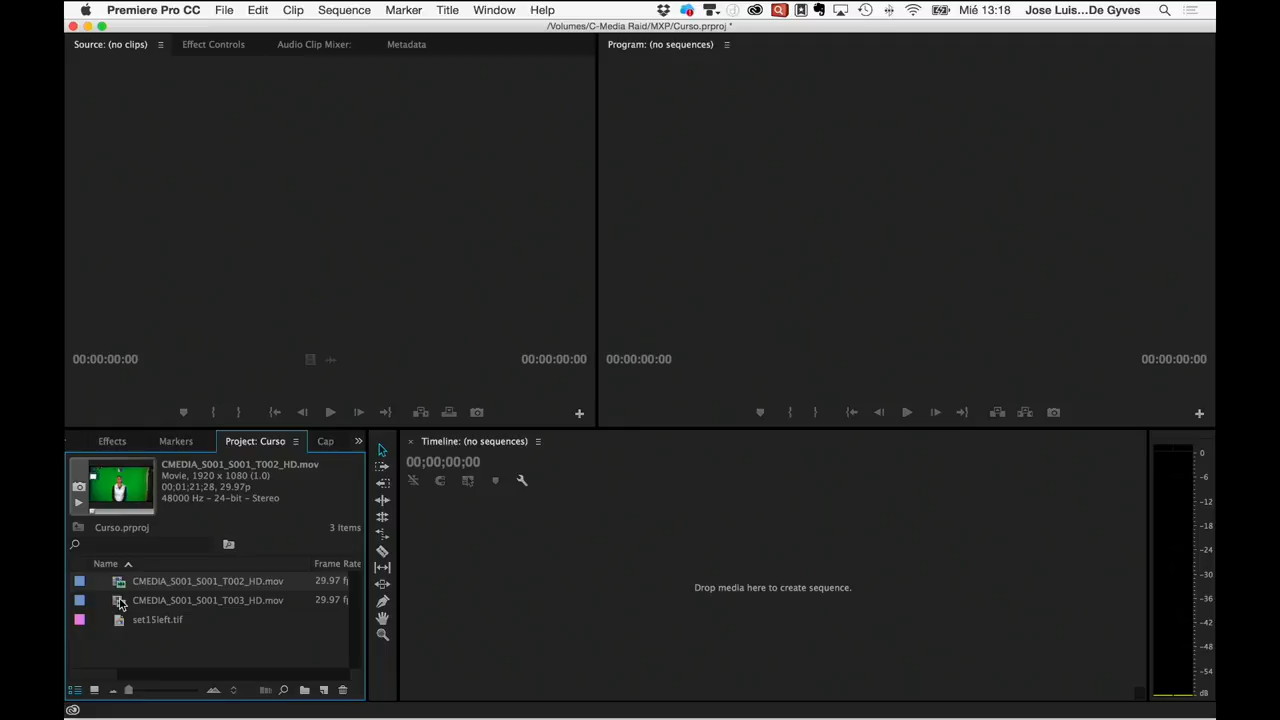 Premiere Pro CC File Edit Clip Sequence Marker Title Window Help Mié 13:18 Jose Luis...De Gyves
/Volumes/C-Media Raid/MXP/Curso.prproj *
Source: (no clips) Effect Controls Audio Clip Mixer: Metadata Program: (no sequences)
00:00:00:00 00:00:00:00 00:00:00:00 00:00:00:00
Effects Markers Project: Curso Cap
CMEDIA_S001_S001_T002_HD.mov
Movie, 1920 x 1080 (1.0)
00;01;21;28, 29.97p
48000 Hz - 24-bit - Stereo
Curso.prproj 3 Items
Name Frame Rate
CMEDIA_S001_S001_T002_HD.mov 29.97 f
CMEDIA_S001_S001_T003_HD.mov 29.97 f
set15left.tif
Timeline: (no sequences)
00;00;00;00
Drop media here to create sequence.
0
-6
-12
-18
-24
-30
-36
-42
-48
-54
dB